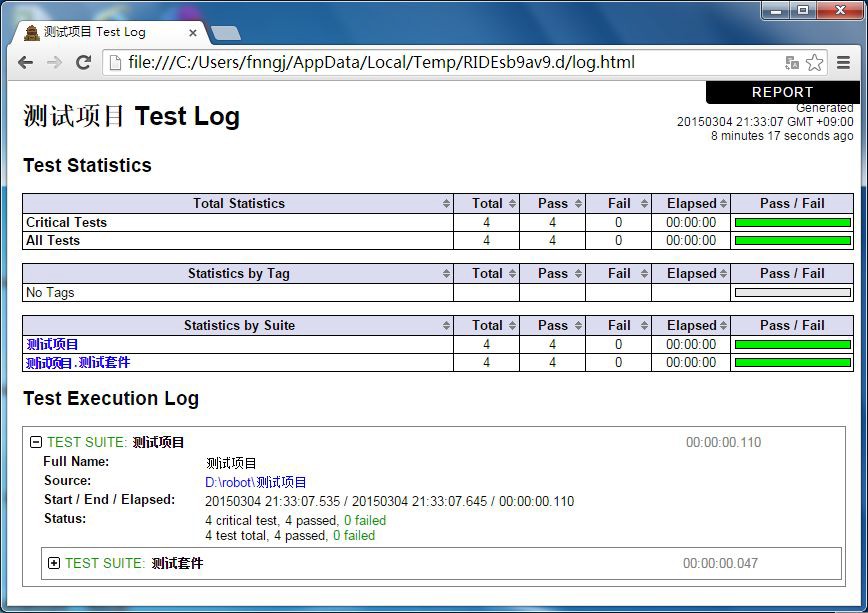 测试项目 Test Log
file:///C:/Users/fnngj/AppData/Local/Temp/RIDEsb9av9.d/log.html
REPORT
测试项目 Test Log
Generated
20150304 21:33:07 GMT +09:00
8 minutes 17 seconds ago
Test Statistics
Total Statistics Total Pass Fail Elapsed Pass / Fail
Critical Tests 4 4 0 00:00:00
All Tests 4 4 0 00:00:00
Statistics by Tag Total Pass Fail Elapsed Pass / Fail
No Tags
Statistics by Suite Total Pass Fail Elapsed Pass / Fail
测试项目 4 4 0 00:00:00
测试项目.测试套件 4 4 0 00:00:00
Test Execution Log
TEST SUITE: 测试项目 00:00:00.110
Full Name: 测试项目
Source: D:\robot\测试项目
Start / End / Elapsed: 20150304 21:33:07.535 / 20150304 21:33:07.645 / 00:00:00.110
Status: 4 critical test, 4 passed, 0 failed
4 test total, 4 passed, 0 failed
TEST SUITE: 测试套件 00:00:00.047